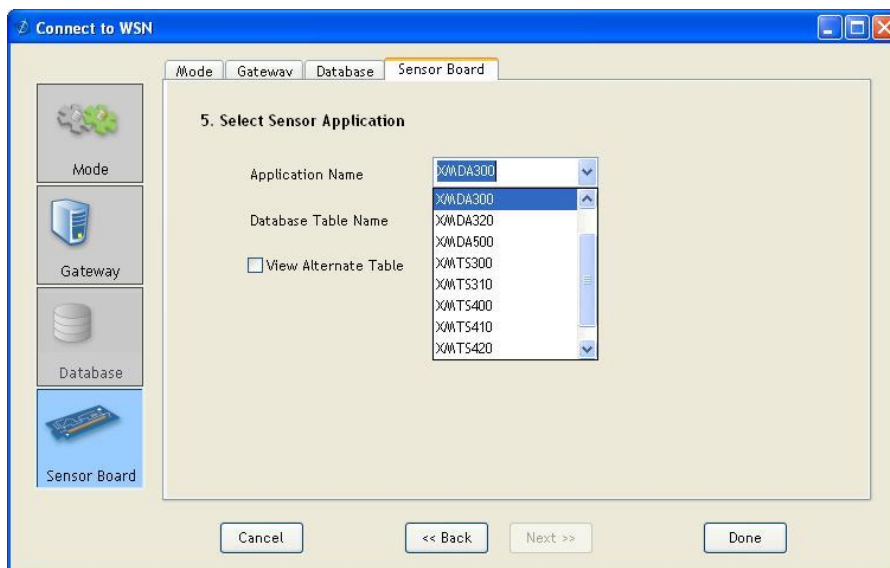 Connect to WSN
Mode Gateway Database Sensor Board
Mode
Gateway
Database
Sensor Board
5. Select Sensor Application
Application Name XMDA300
XMDA300
Database Table Name XMDA320
XMDA500
View Alternate Table XMTS300
XMTS310
XMTS400
XMTS410
XMTS420
Cancel << Back Next >> Done